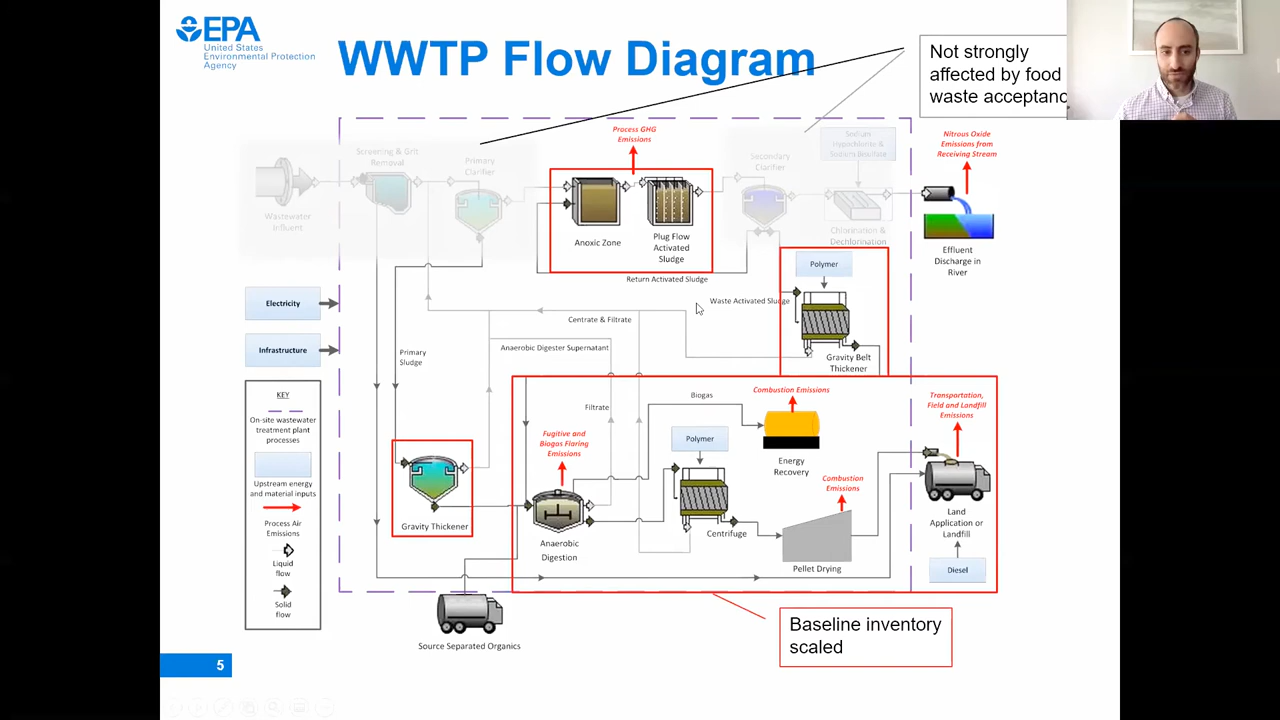 EPA
United States
Environmental Protection
Agency
WWTP Flow Diagram
Not strongly
affected by food
waste acceptanc
Process GHG
Emissions
Nitrous Oxide
Emissions from
Receiving Stream
Screening & Grit
Removal
Primary
Clarifier
Secondary
Clarifier
Sodium
Hypochlorite &
Sodium Bisulfate
Wastewater
Influent
Anoxic Zone
Plug Flow
Activated
Sludge
Chlorination &
Dechlorination
Effluent
Discharge in
River
Return Activated Sludge
Polymer
Electricity
Waste Activated Sludge
Centrate & Filtrate
Infrastructure
Primary
Sludge
Anaerobic Digester Supernatant
Gravity Belt
Thickener
KEY
On-site wastewater
treatment plant
processes
Upstream energy
and material inputs
Process Air
Emissions
Liquid
flow
Solid
flow
Filtrate
Biogas
Combustion Emissions
Transportation,
Field and Landfill
Emissions
Fugitive and
Biogas Flaring
Emissions
Polymer
Energy
Recovery
Combustion
Emissions
Gravity Thickener
Anaerobic
Digestion
Centrifuge
Pellet Drying
Land
Application or
Landfill
Diesel
Source Separated Organics
Baseline inventory
scaled
5